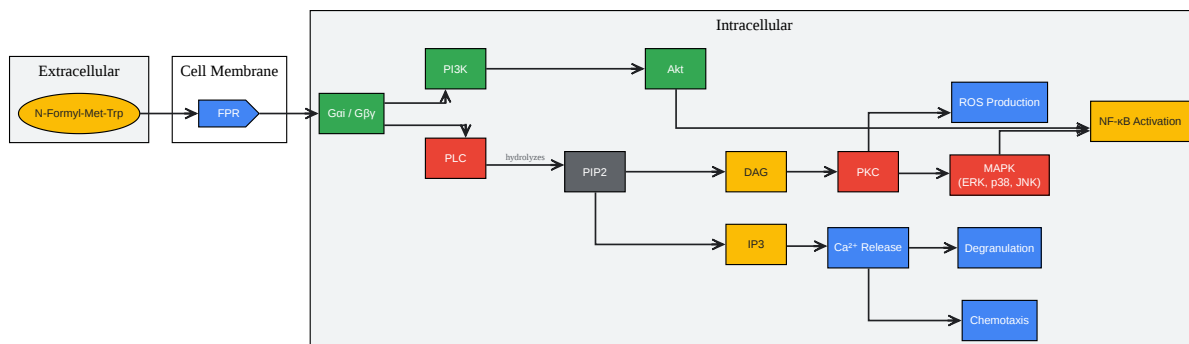 Intracellular
Extracellular
Cell Membrane
N-Formyl-Met-Trp
FPR
Gαi / Gβγ
PI3K
Akt
ROS Production
NF-κB Activation
PLC
hydrolyzes
PIP2
DAG
PKC
MAPK
(ERK, p38, JNK)
IP3
Ca²⁺ Release
Degranulation
Chemotaxis